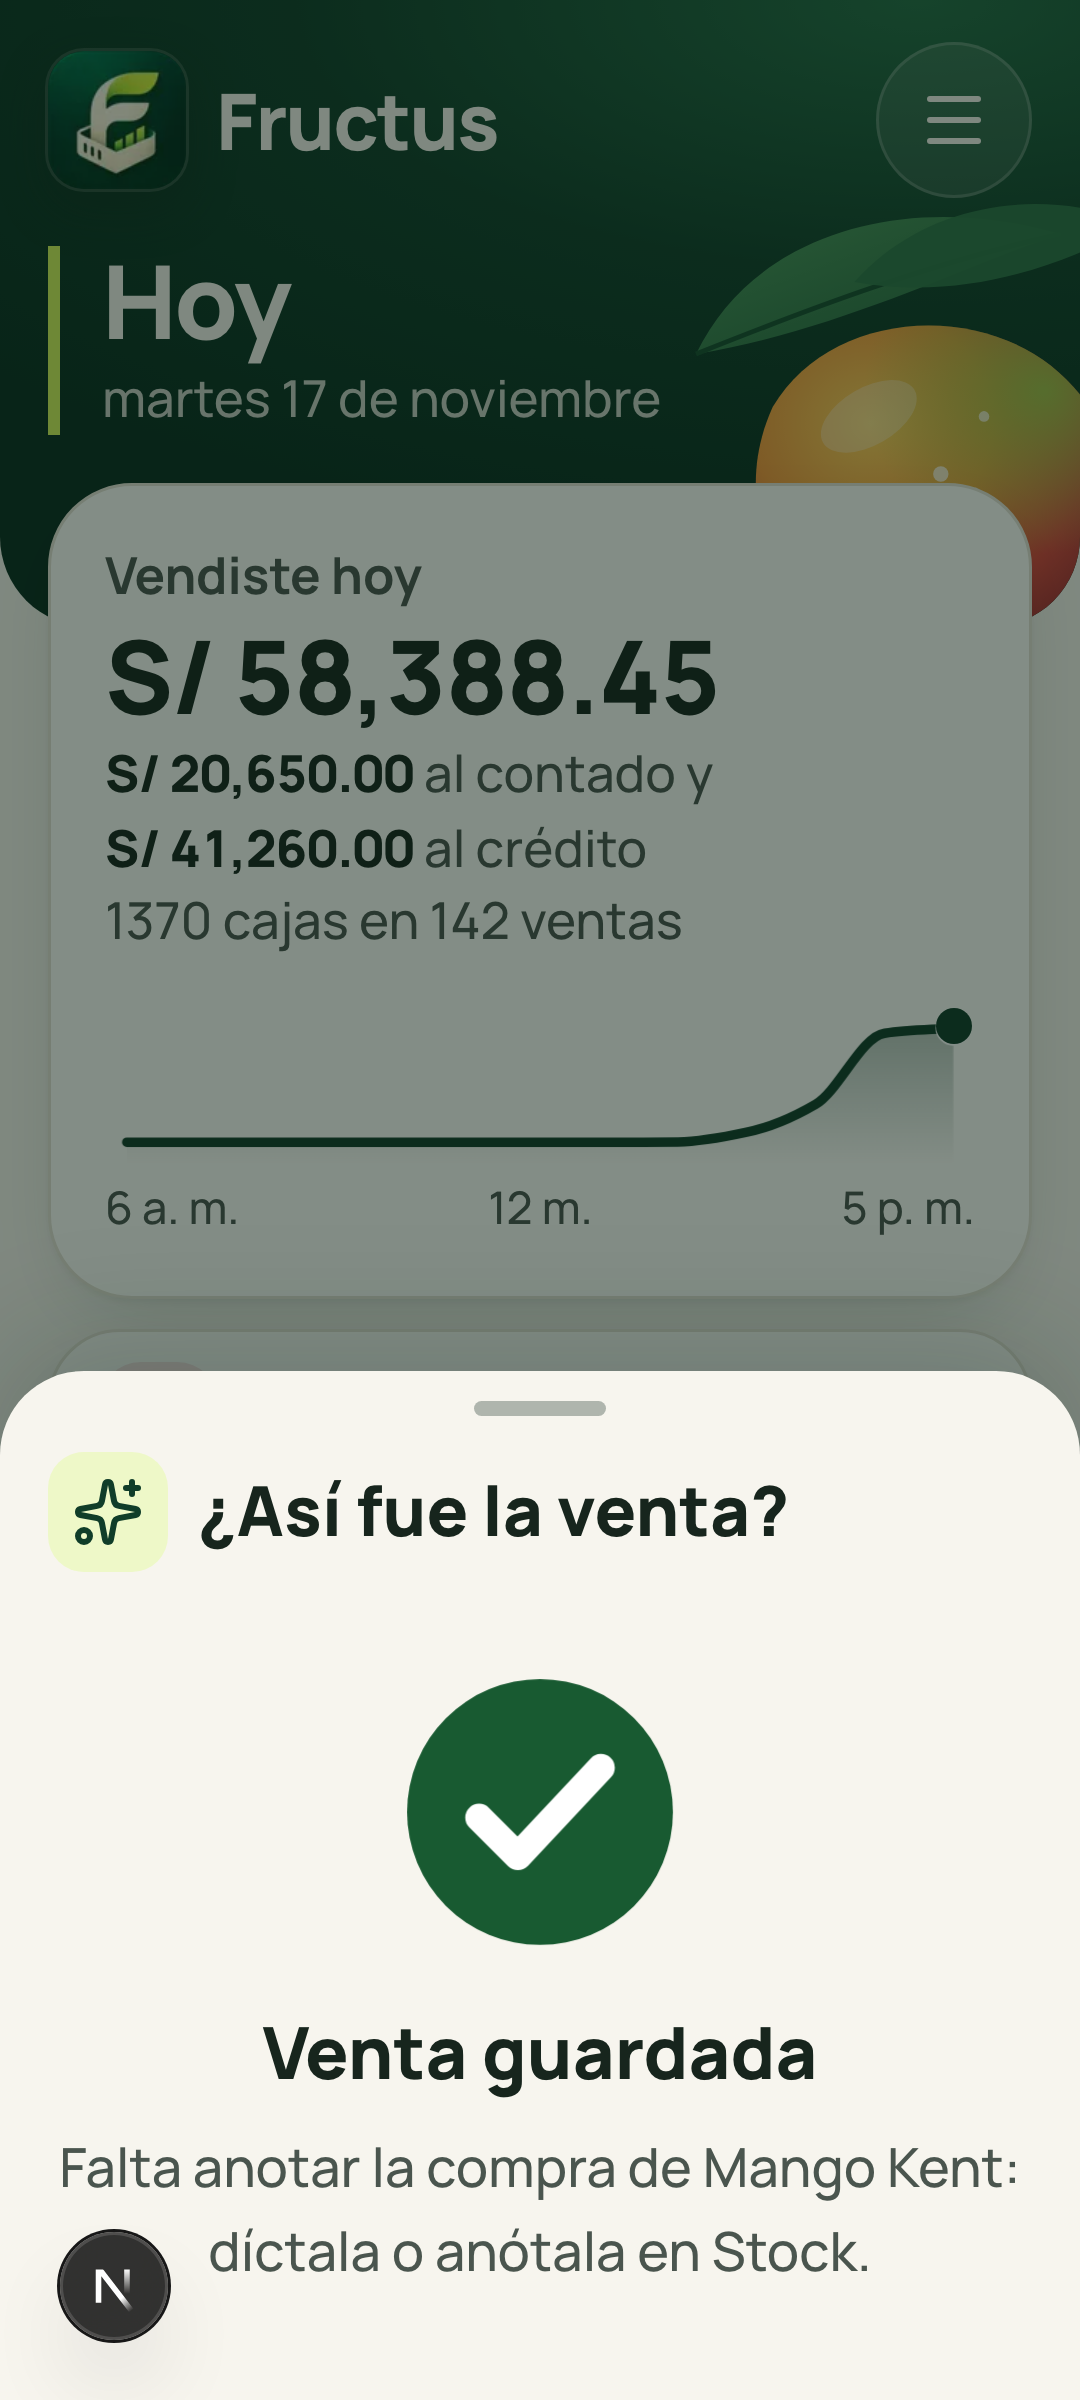 Fructus
Hoy
martes 17 de noviembre
Vendiste hoy
S/ 58,388.45
S/ 20,650.00 al contado y
S/ 41,260.00 al crédito
1370 cajas en 142 ventas
6 a. m. 12 m. 5 p. m.
¿Así fue la venta?
Venta guardada
Falta anotar la compra de Mango Kent:
díctala o anótala en Stock.
N